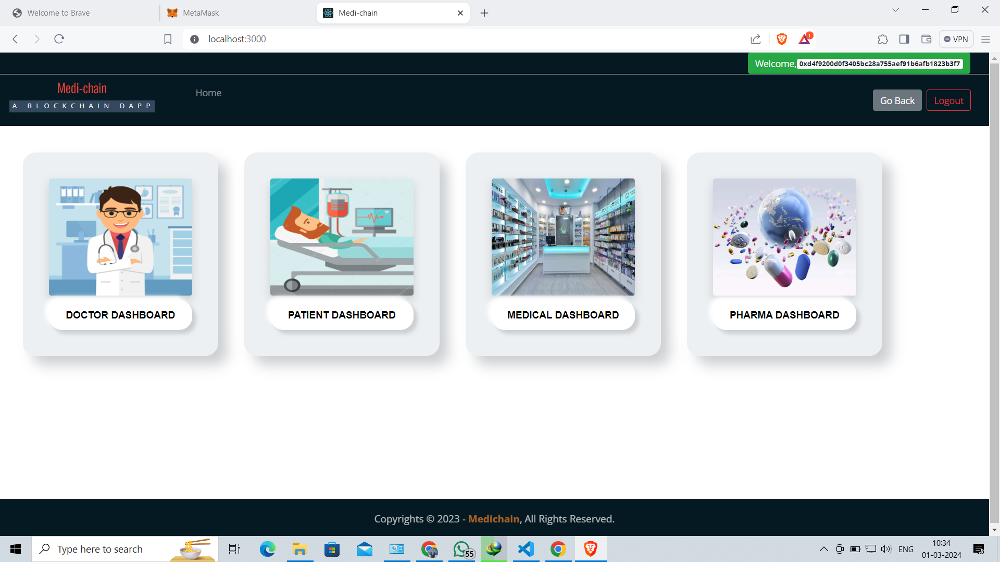 Welcome to Brave
MetaMask
Medi-chain
localhost:3000
1
VPN
Welcome,0xd4f9200d0f3405bc28a755aef91b6afb1823b3f7
Medi-chain
A BLOCKCHAIN DAPP
Home
Go Back
Logout
DOCTOR DASHBOARD
PATIENT DASHBOARD
MEDICAL DASHBOARD
PHARMA DASHBOARD
Copyrights © 2023 - Medichain, All Rights Reserved.
Type here to search
55
ENG
10:34
01-03-2024